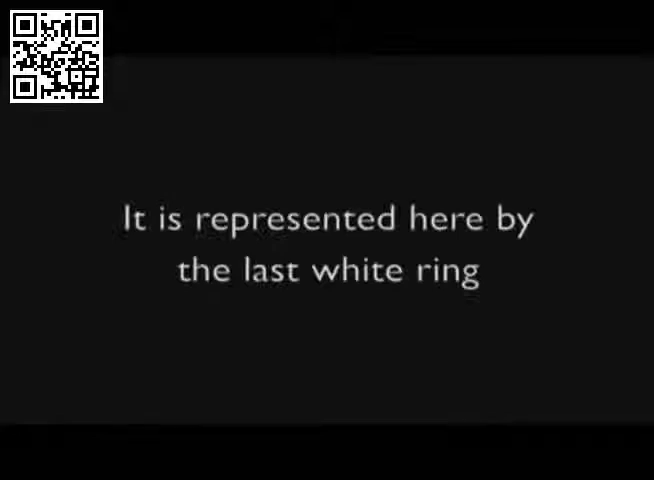 It is represented here by
the last white ring